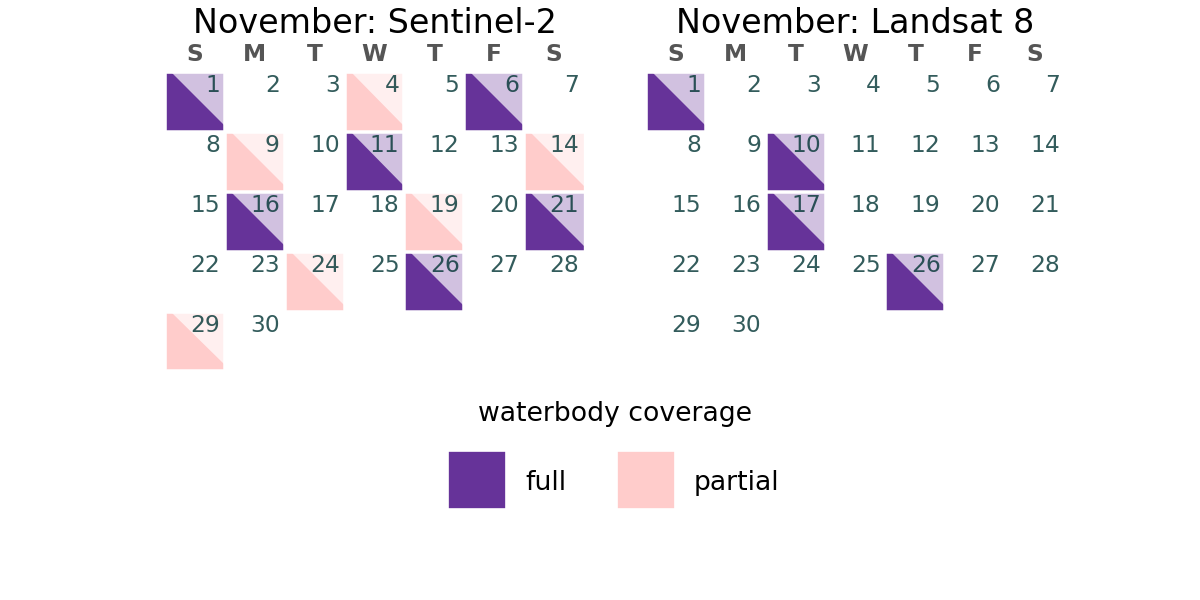 November: Sentinel-2
S M T W T F S
1 2 3 4 5 6 7
8 9 10 11 12 13 14
15 16 17 18 19 20 21
22 23 24 25 26 27 28
29 30
November: Landsat 8
S M T W T F S
1 2 3 4 5 6 7
8 9 10 11 12 13 14
15 16 17 18 19 20 21
22 23 24 25 26 27 28
29 30
waterbody coverage
full partial